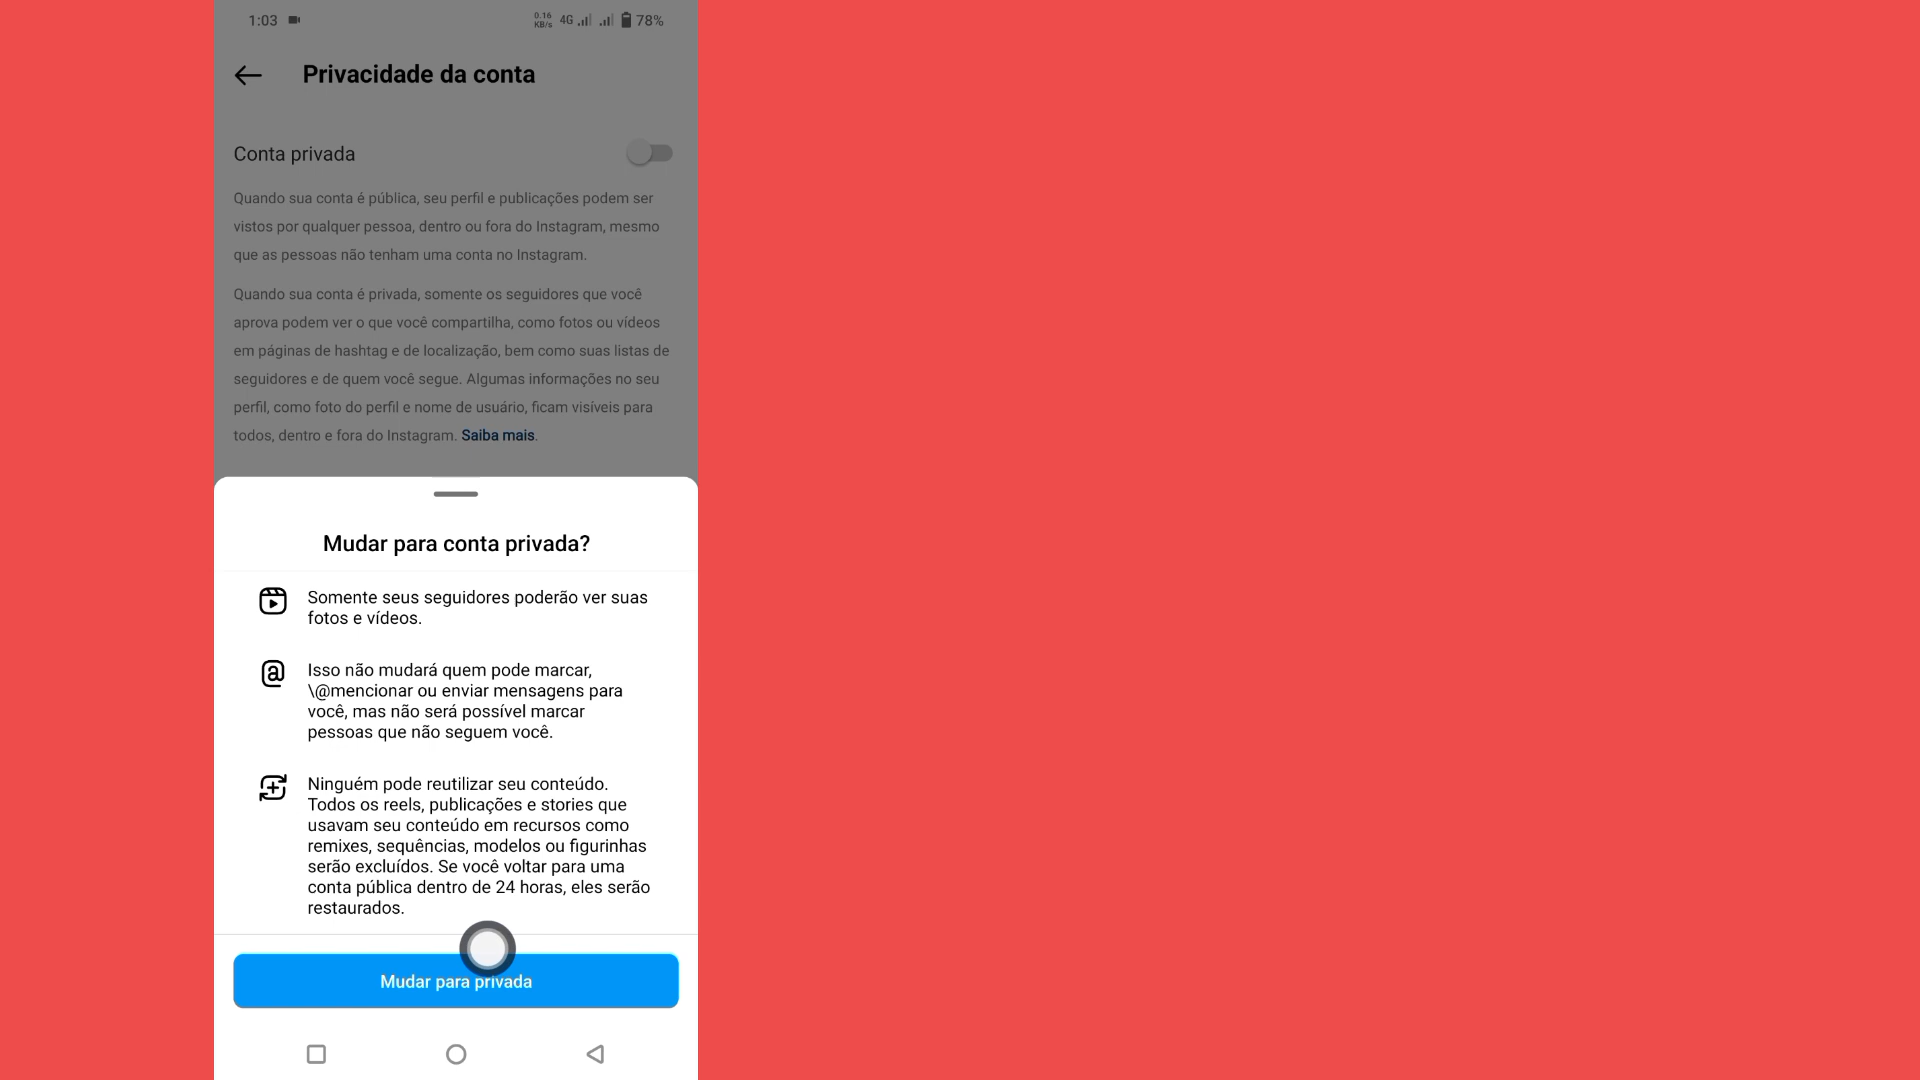 1:03
0.16
KB/s
4G
78%
Privacidade da conta
Conta privada
Quando sua conta é pública, seu perfil e publicações podem ser
vistos por qualquer pessoa, dentro ou fora do Instagram, mesmo
que as pessoas não tenham uma conta no Instagram.
Quando sua conta é privada, somente os seguidores que você
aprova podem ver o que você compartilha, como fotos ou vídeos
em páginas de hashtag e de localização, bem como suas listas de
seguidores e de quem você segue. Algumas informações no seu
perfil, como foto do perfil e nome de usuário, ficam visíveis para
todos, dentro e fora do Instagram. Saiba mais.
Mudar para conta privada?
Somente seus seguidores poderão ver suas
fotos e vídeos.
Isso não mudará quem pode marcar,
\@mencionar ou enviar mensagens para
você, mas não será possível marcar
pessoas que não seguem você.
Ninguém pode reutilizar seu conteúdo.
Todos os reels, publicações e stories que
usavam seu conteúdo em recursos como
remixes, sequências, modelos ou figurinhas
serão excluídos. Se você voltar para uma
conta pública dentro de 24 horas, eles serão
restaurados.
Mudar para privada